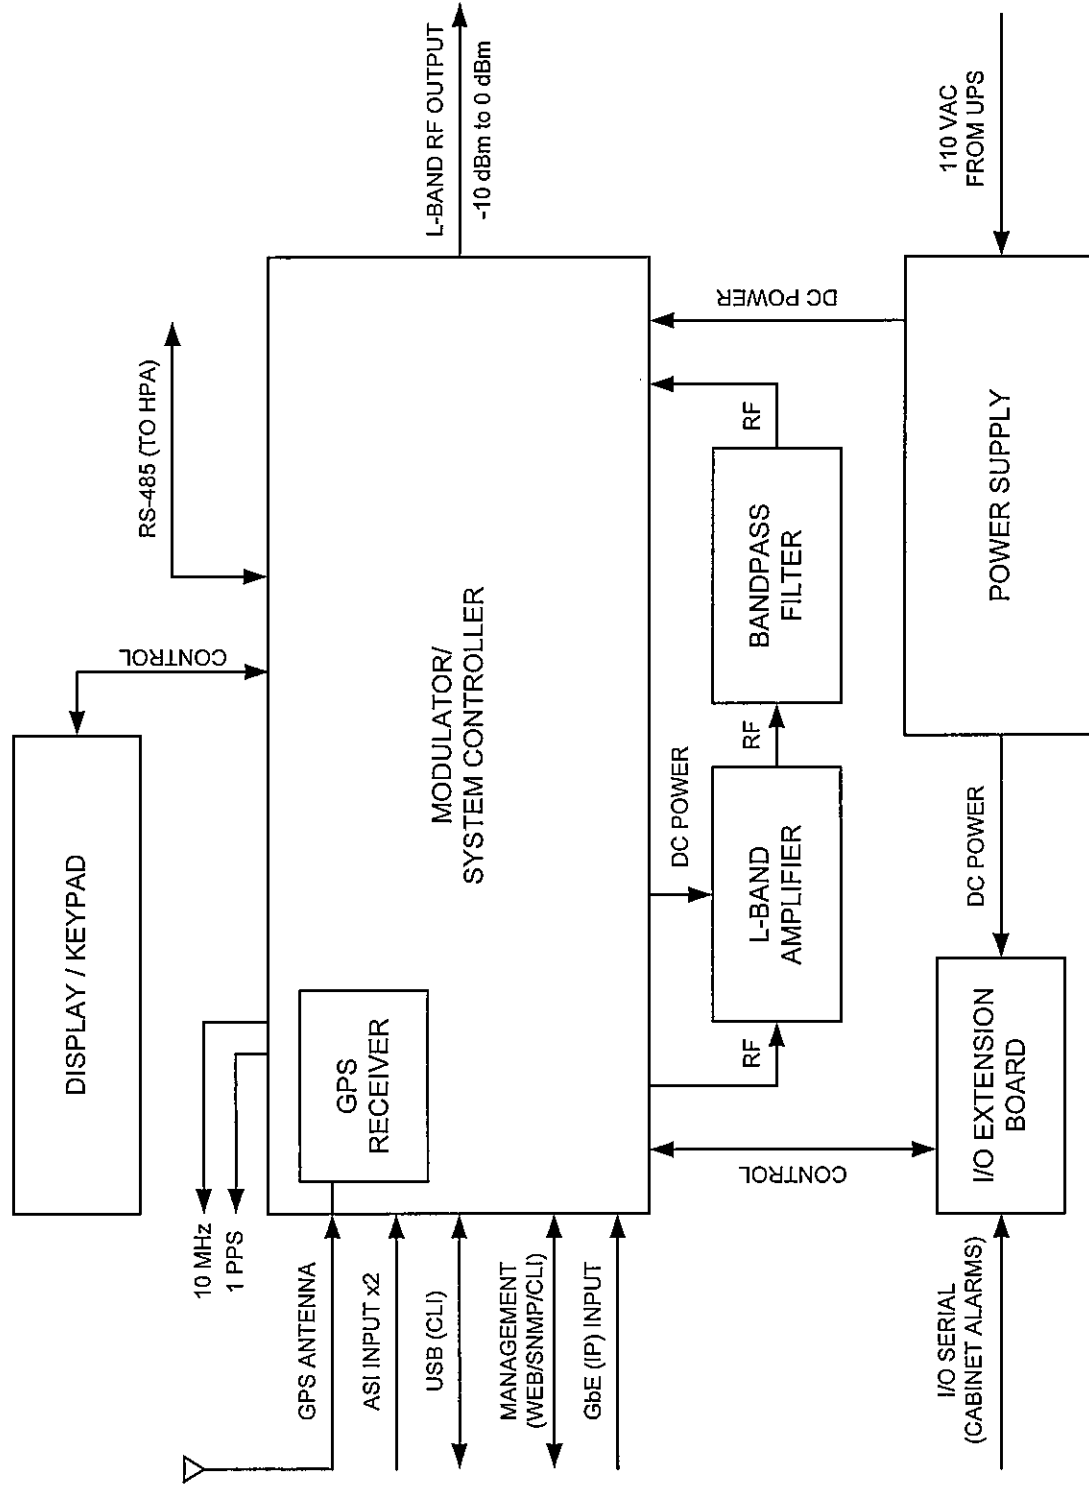 DISPLAY / KEYPAD
10 MHz
1 PPS
CONTROL
RS-485 (TO HPA)
GPS ANTENNA
ASI INPUT x2
USB (CLI)
MANAGEMENT
(WEB/SNMP/CLI)
GbE (IP) INPUT
GPS
RECEIVER
MODULATOR/
SYSTEM CONTROLLER
L-BAND RF OUTPUT
-10 dBm to 0 dBm
CONTROL
RF
DC POWER
L-BAND
AMPLIFIER
RF
BANDPASS
FILTER
RF
DC POWER
I/O SERIAL
(CABINET ALARMS)
I/O EXTENSION
BOARD
DC POWER
POWER SUPPLY
110 VAC
FROM UPS